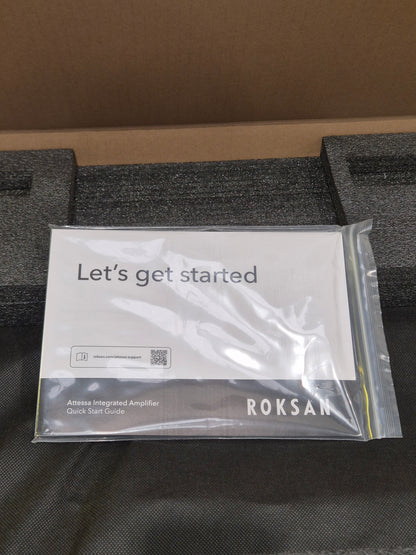 Let's get started
roksan.com/attessa-support
Attessa Integrated Amplifier
Quick Start Guide
ROKSAN